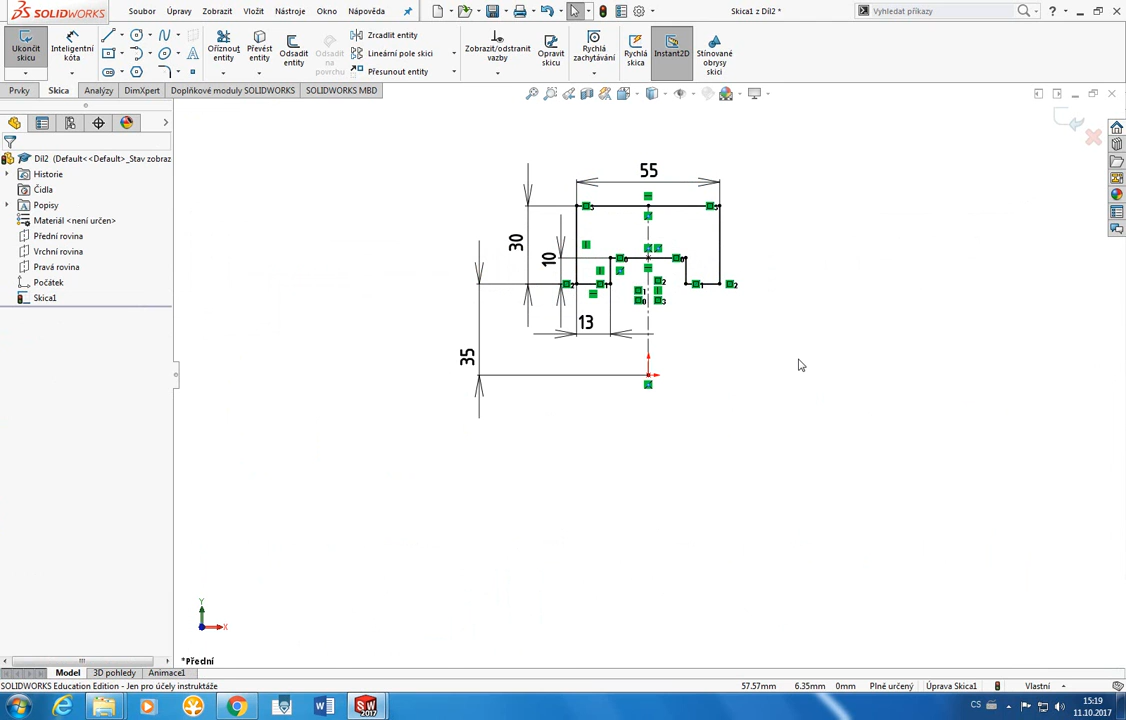 SOLIDWORKS
Soubor Úpravy Zobrazit Vložit Nástroje Okno Nápověda
Skica1 z Díl2 *
Vyhledat příkazy
Ukončit skicu
Inteligentní kóta
Oříznout entity
Převést entity
Odsadit entity
Odsadit na povrchu
Zrcadlit entity
Lineární pole skici
Přesunout entity
Zobrazit/odstranit vazby
Opravit skicu
Rychlá zachytávání
Rychlá skica
Instant2D
Stínované obrysy skici
Prvky Skica Analýzy DimXpert Doplňkové moduly SOLIDWORKS SOLIDWORKS MBD
Díl2 (Default<<Default>_Stav zobraz
Historie
Čidla
Popisy
Materiál <není určen>
Přední rovina
Vrchní rovina
Pravá rovina
Počátek
Skica1
55
30
10
13
35
Y
X
*Přední
Model 3D pohledy Animace1
SOLIDWORKS Education Edition - Jen pro účely instruktáže
57.57mm 6.35mm 0mm Plně určený Úprava Skica1 Vlastní
CS
15:19
11.10.2017
SW
2017